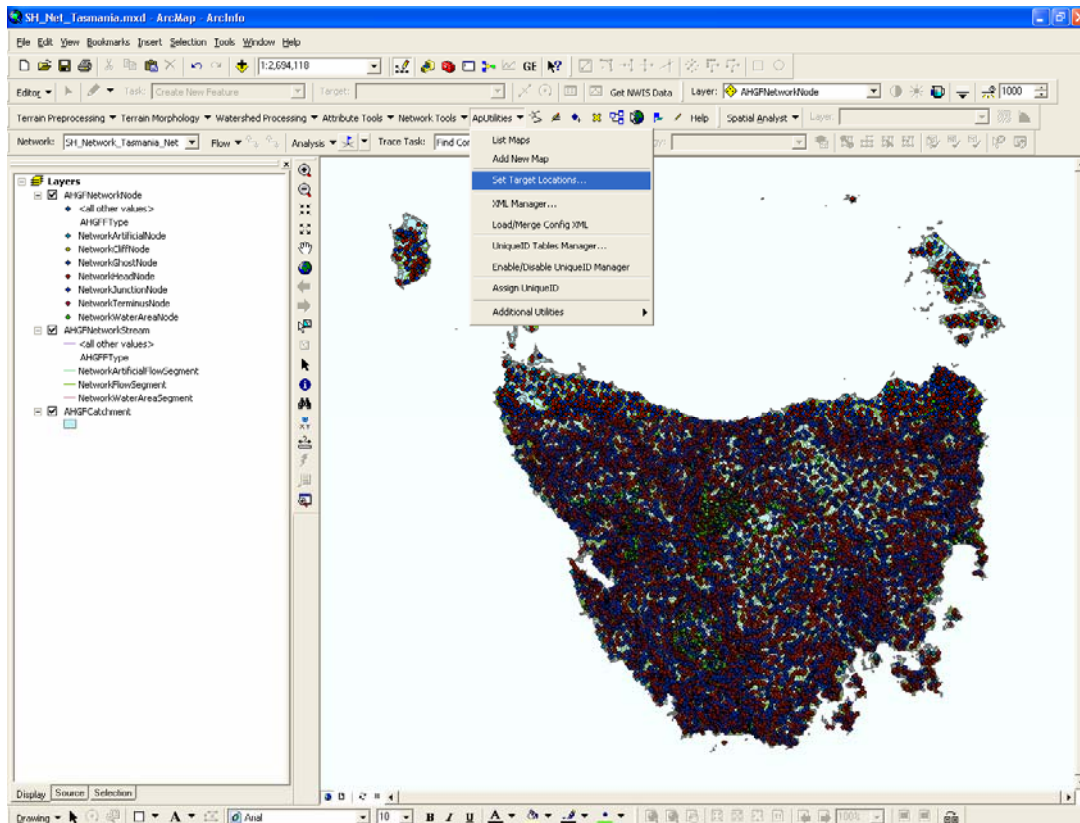 SH_Net_Tasmania.mxd - ArcMap - ArcInfo
File Edit View Bookmarks Insert Selection Tools Window Help
1:2,694,118 GE
Editor Task: Create New Feature Target: Get NWIS Data Layer: AHGFNetworkNode 1000
Terrain Preprocessing Terrain Morphology Watershed Processing Attribute Tools Network Tools ApUtilities Help Spatial Analyst Layer:
Network: SH_Network_Tasmania_Net Flow Analysis Trace Task: Find Co
List Maps
Add New Map
Set Target Locations...
XML Manager...
Load/Merge Config XML
UniqueID Tables Manager...
Enable/Disable UniqueID Manager
Assign UniqueID
Additional Utilities
Layers
AHGFNetworkNode
<all other values>
AHGFFType
NetworkArtificialNode
NetworkCliffNode
NetworkGhostNode
NetworkHeadNode
NetworkJunctionNode
NetworkTerminusNode
NetworkWaterAreaNode
AHGFNetworkStream
<all other values>
AHGFFType
NetworkArtificialFlowSegment
NetworkFlowSegment
NetworkWaterAreaSegment
AHGFCatchment
Display Source Selection
Drawing A Arial 10 B I U A 100%